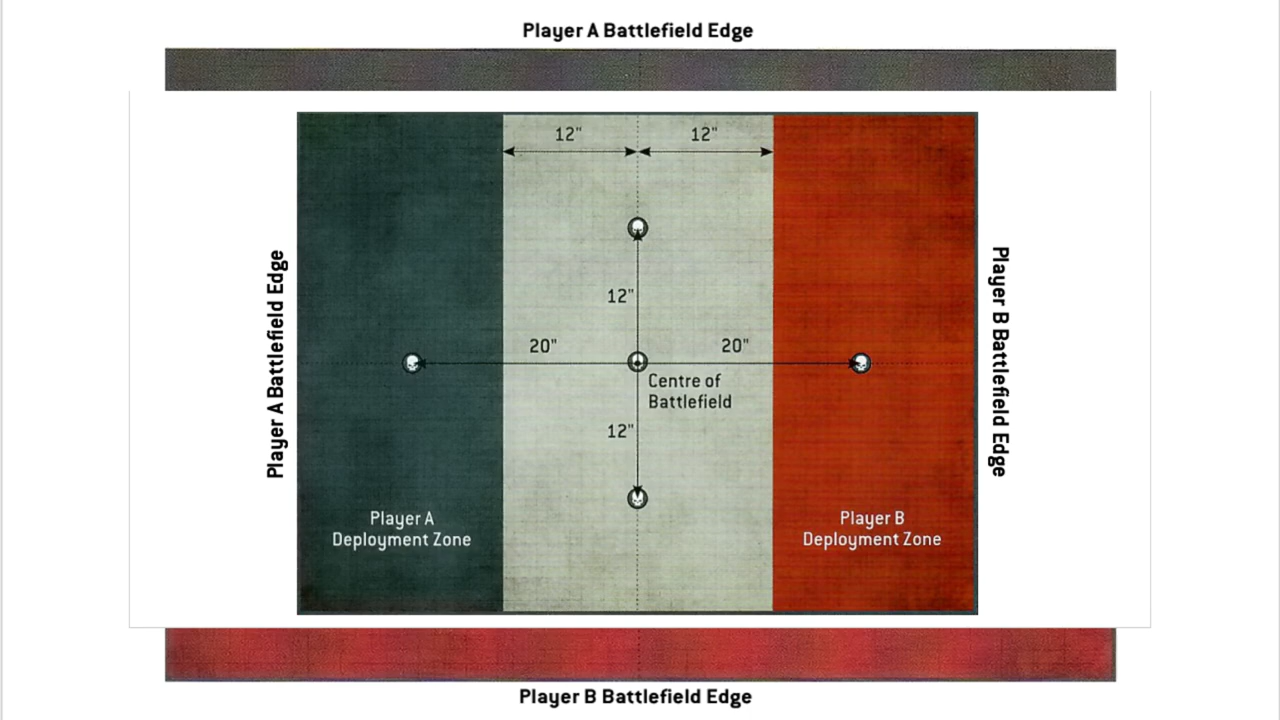 Player A Battlefield Edge
12"
12"
Player A Battlefield Edge
Player B Battlefield Edge
12"
20"
20"
Centre of
Battlefield
12"
Player A
Deployment Zone
Player B
Deployment Zone
Player B Battlefield Edge